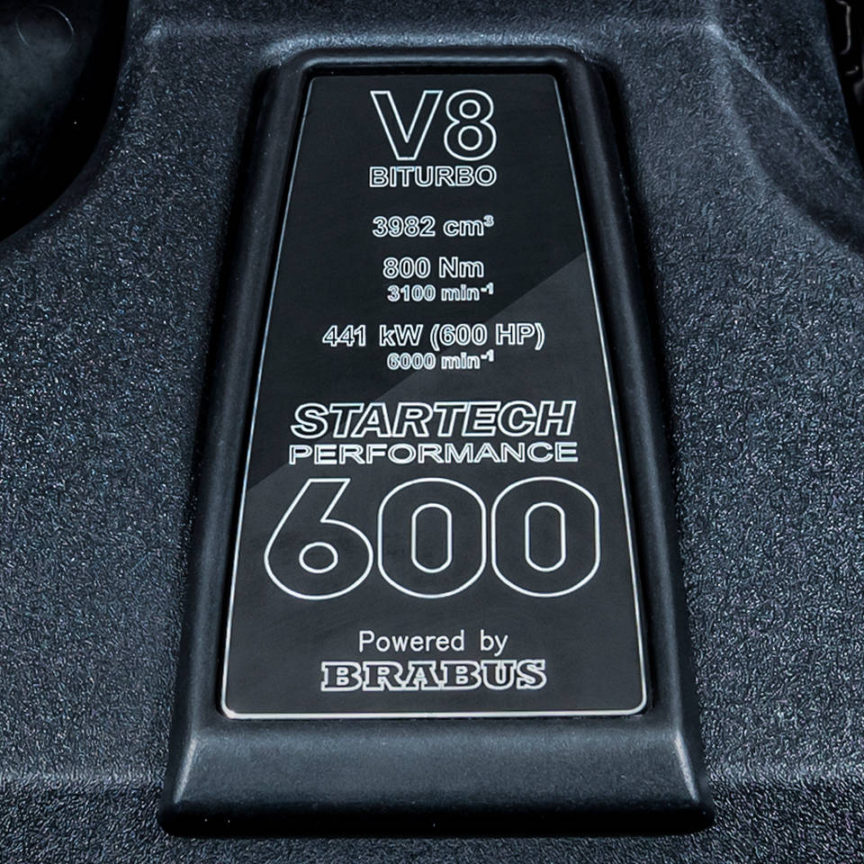 V8
BITURBO
3982 cm³
800 Nm
3100 min⁻¹
441 kW (600 HP)
6000 min⁻¹
STARTECH
PERFORMANCE
600
Powered by
BRABUS